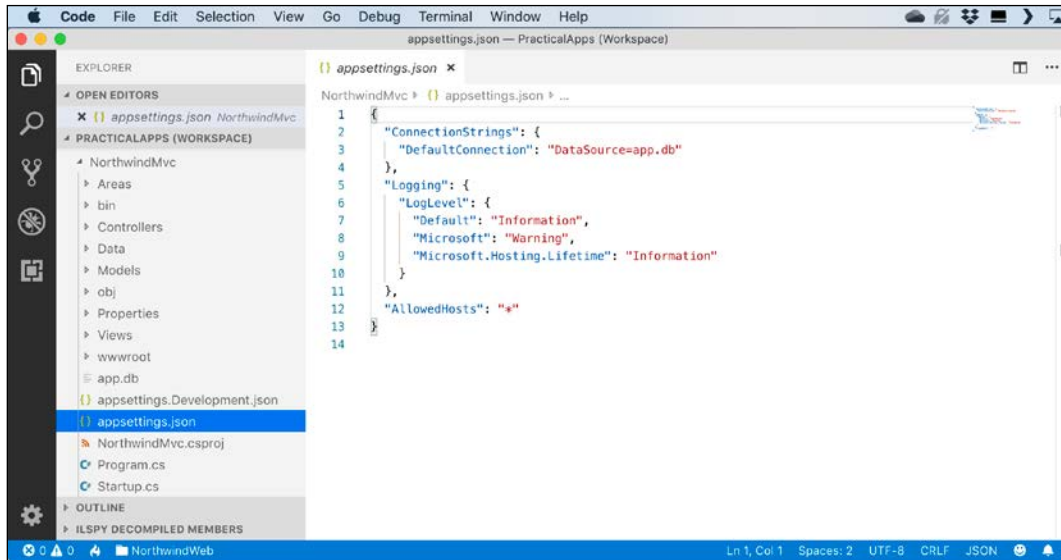 Code File Edit Selection View Go Debug Terminal Window Help
appsettings.json — PracticalApps (Workspace)
EXPLORER
OPEN EDITORS
{} appsettings.json NorthwindMvc
PRACTICALAPPS (WORKSPACE)
NorthwindMvc
Areas
bin
Controllers
Data
Models
obj
Properties
Views
wwwroot
app.db
{} appsettings.Development.json
{} appsettings.json
NorthwindMvc.csproj
C# Program.cs
C# Startup.cs
OUTLINE
ILSPY DECOMPILED MEMBERS
{} appsettings.json ×
NorthwindMvc {} appsettings.json ...
1 {
2 "ConnectionStrings": {
3 "DefaultConnection": "DataSource=app.db"
4 },
5 "Logging": {
6 "LogLevel": {
7 "Default": "Information",
8 "Microsoft": "Warning",
9 "Microsoft.Hosting.Lifetime": "Information"
10 }
11 },
12 "AllowedHosts": "*"
13 }
14
0 0 NorthwindWeb Ln 1, Col 1 Spaces: 2 UTF-8 CRLF JSON